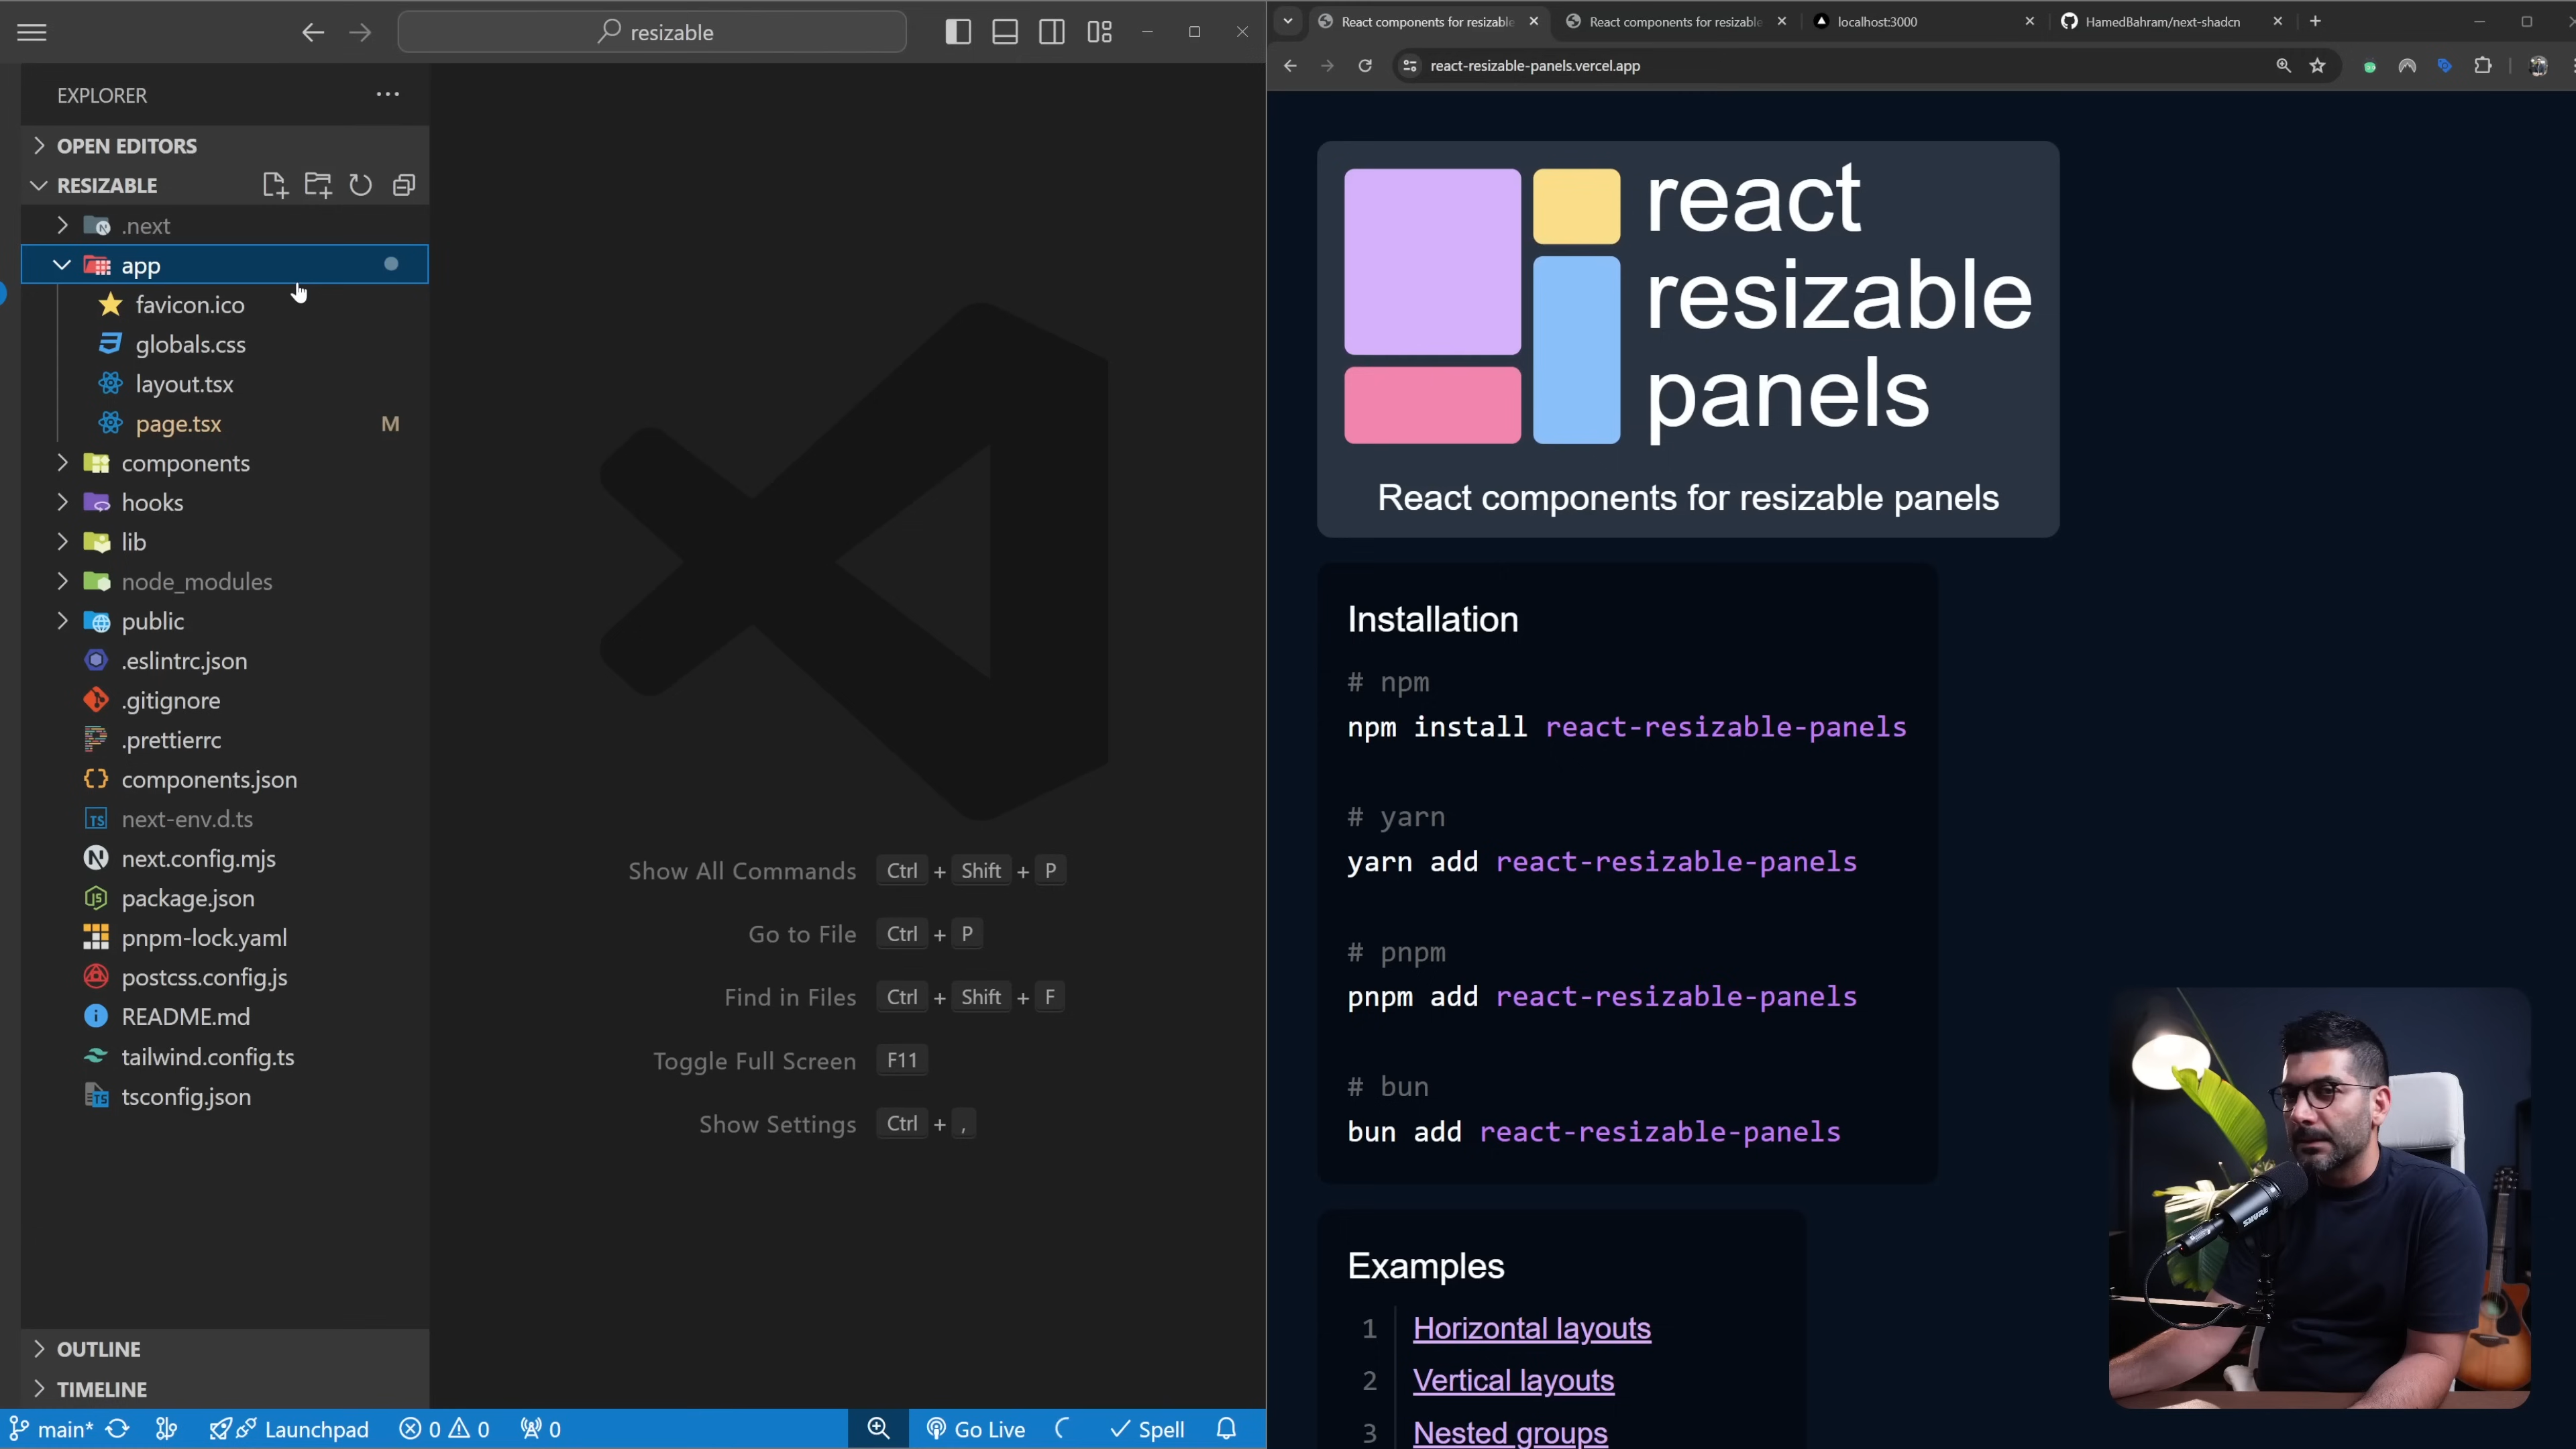 resizable
EXPLORER
OPEN EDITORS
RESIZABLE
.next
app
favicon.ico
globals.css
layout.tsx
page.tsx M
components
hooks
lib
node_modules
public
.eslintrc.json
.gitignore
.prettierrc
components.json
next-env.d.ts
next.config.mjs
package.json
pnpm-lock.yaml
postcss.config.js
README.md
tailwind.config.ts
tsconfig.json
OUTLINE
TIMELINE
Show All Commands Ctrl + Shift + P
Go to File Ctrl + P
Find in Files Ctrl + Shift + F
Toggle Full Screen F11
Show Settings Ctrl + ,
main* Launchpad 0 0 0 Go Live Spell
React components for resizable
React components for resizable
localhost:3000
HamedBahram/next-shadcn
react-resizable-panels.vercel.app
react
resizable
panels
React components for resizable panels
Installation
# npm
npm install react-resizable-panels
# yarn
yarn add react-resizable-panels
# pnpm
pnpm add react-resizable-panels
# bun
bun add react-resizable-panels
Examples
1 Horizontal layouts
2 Vertical layouts
3 Nested groups
SHURE